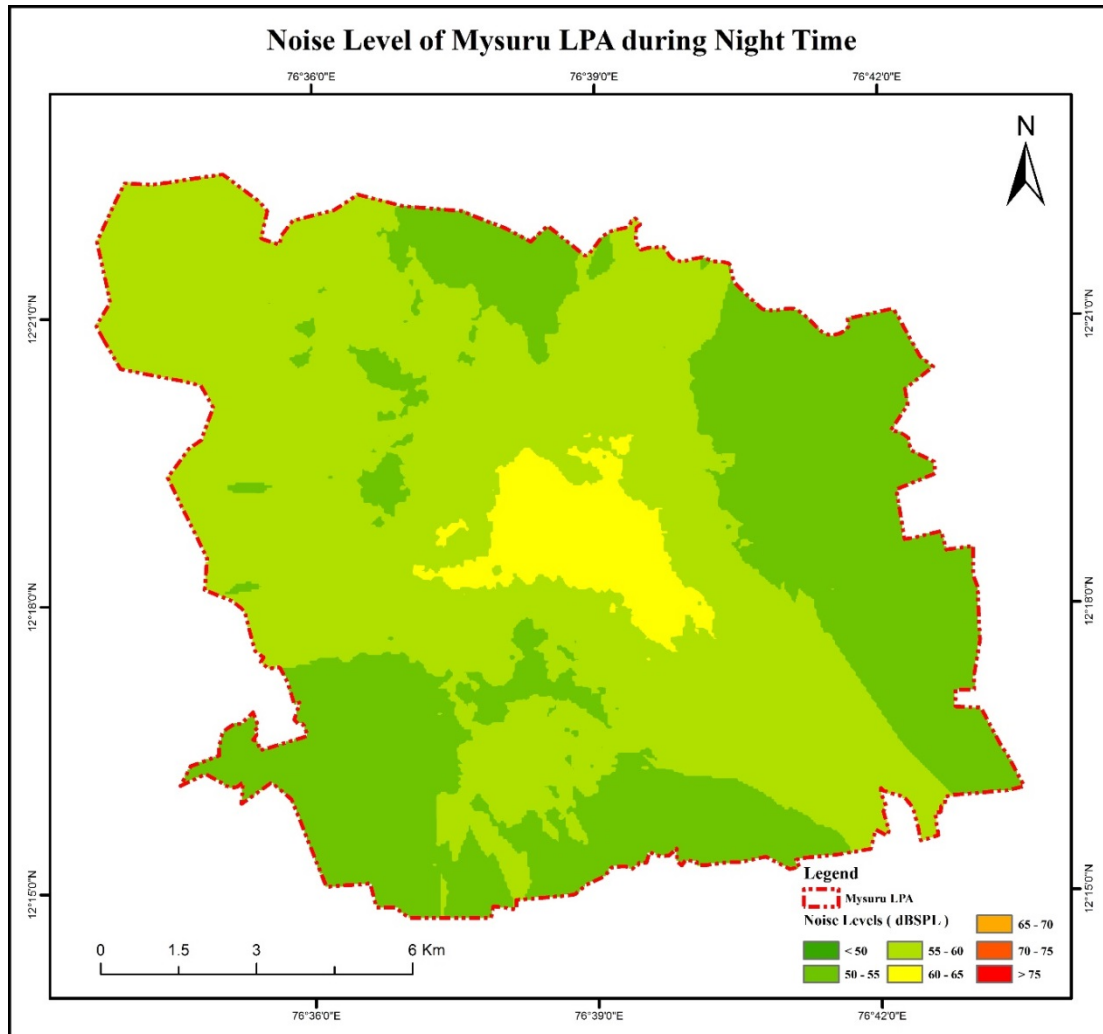 Noise Level of Mysuru LPA during Night Time
76°36'0"E 76°39'0"E 76°42'0"E
N
12°21'0"N 12°21'0"N
12°18'0"N 12°18'0"N
12°15'0"N 12°15'0"N
Legend
Mysuru LPA
Noise Levels ( dBSPL )
< 50
50 - 55
55 - 60
60 - 65
65 - 70
70 - 75
> 75
0 1.5 3 6 Km
76°36'0"E 76°39'0"E 76°42'0"E